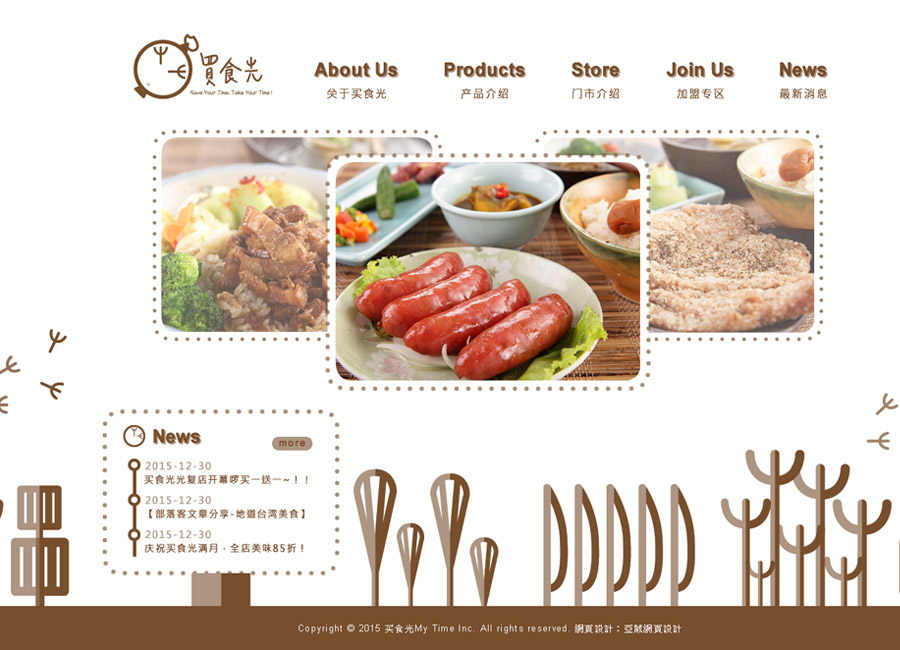 買食光
Save Your Time. Take Your Time!
About Us
Products
Store
Join Us
News
关于买食光
产品介绍
门市介绍
加盟专区
最新消息
News
more
2015-12-30
买食光光复店开幕啰买一送一~！！
2015-12-30
【部落客文章分享-地道台湾美食】
2015-12-30
庆祝买食光满月，全店美味85折！
Copyright © 2015 买食光My Time Inc. All rights reserved. 網頁設計：亞瑟網頁設計